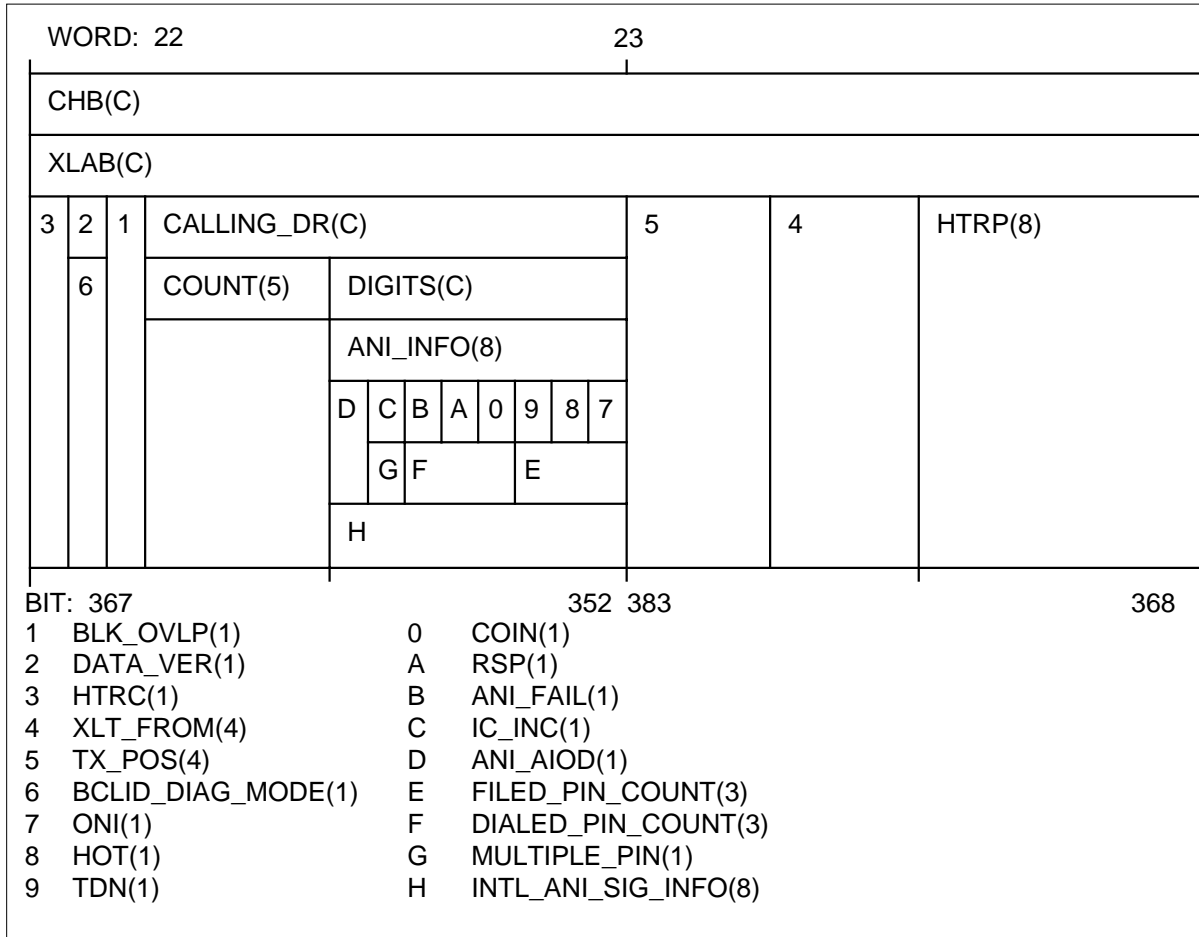 WORD: 22 23
CHB(C)
XLAB(C)
3 2 1 CALLING_DR(C) 5 4 HTRP(8)
6 COUNT(5) DIGITS(C)
ANI_INFO(8)
D C B A 0 9 8 7
G F E
H
BIT: 367 352 383 368
1 BLK_OVLP(1) 0 COIN(1)
2 DATA_VER(1) A RSP(1)
3 HTRC(1) B ANI_FAIL(1)
4 XLT_FROM(4) C IC_INC(1)
5 TX_POS(4) D ANI_AIOD(1)
6 BCLID_DIAG_MODE(1) E FILED_PIN_COUNT(3)
7 ONI(1) F DIALED_PIN_COUNT(3)
8 HOT(1) G MULTIPLE_PIN(1)
9 TDN(1) H INTL_ANI_SIG_INFO(8)